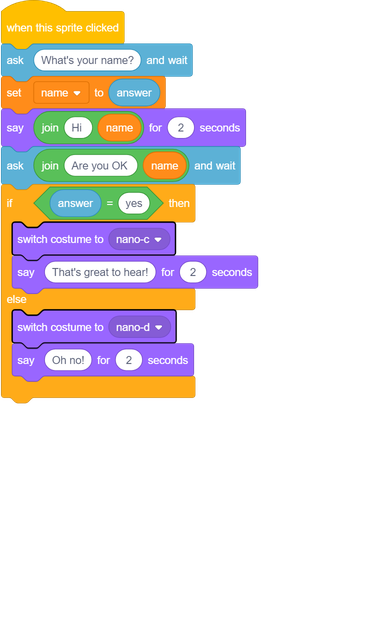 when this sprite clicked
ask What's your name? and wait
set name to answer
say join Hi name for 2 seconds
ask join Are you OK name and wait
if answer = yes then
switch costume to nano-c
say That's great to hear! for 2 seconds
else
switch costume to nano-d
say Oh no! for 2 seconds